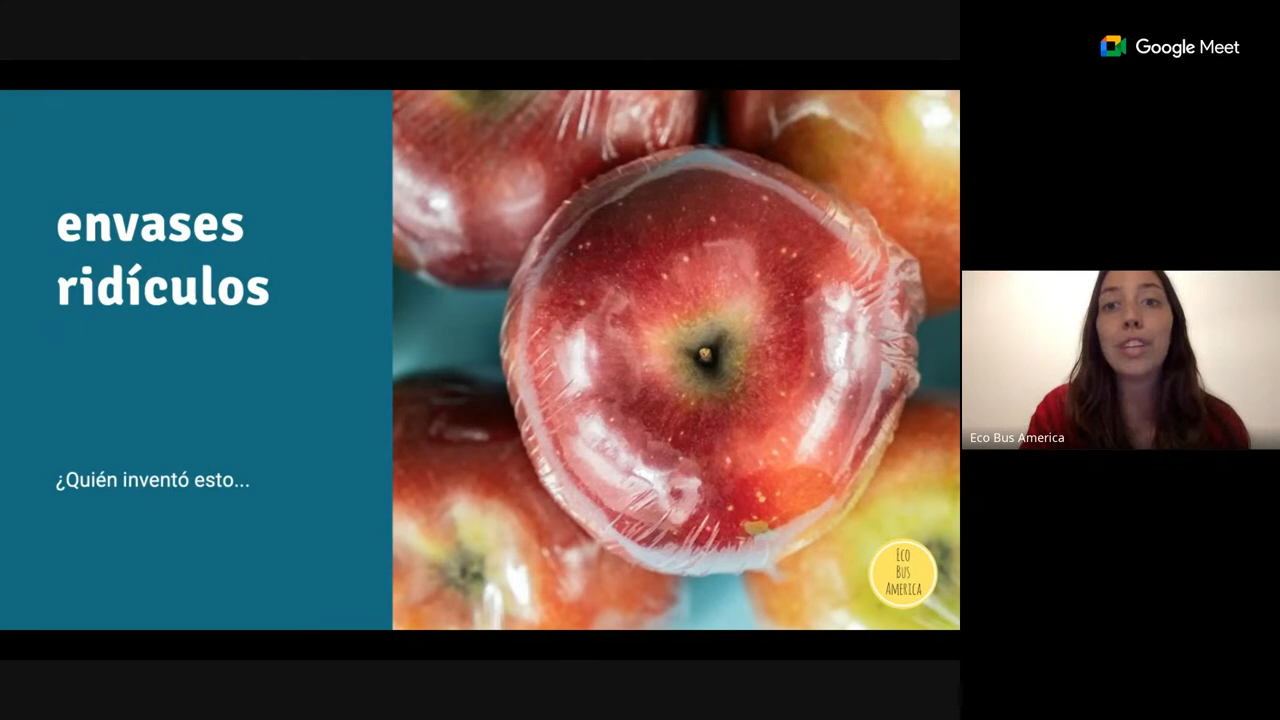 Google Meet
envases
ridículos
¿Quién inventó esto...
Eco
Bus
America
Eco Bus America